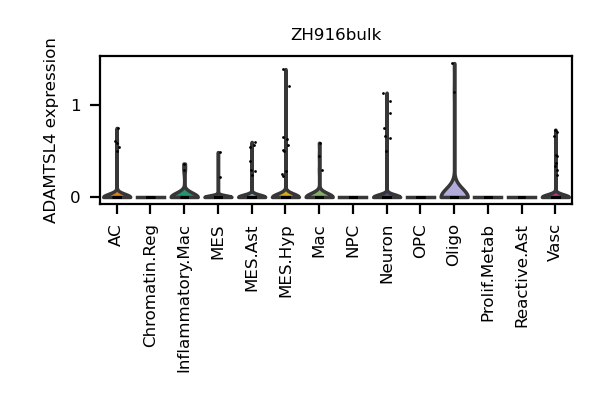 ZH916bulk
ADAMTSL4 expression
1
0
AC
Chromatin.Reg
Inflammatory.Mac
MES
MES.Ast
MES.Hyp
Mac
NPC
Neuron
OPC
Oligo
Prolif.Metab
Reactive.Ast
Vasc